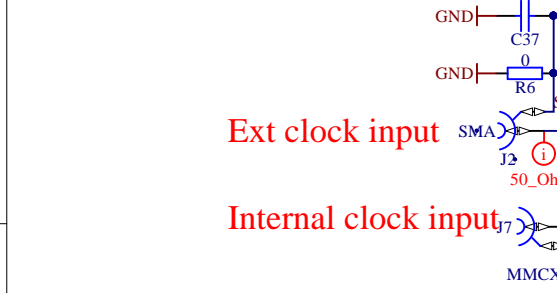 GND
C37
0
GND
R6
Ext clock input SMA
J2
i
50_Oh
Internal clock input J7
MMCX